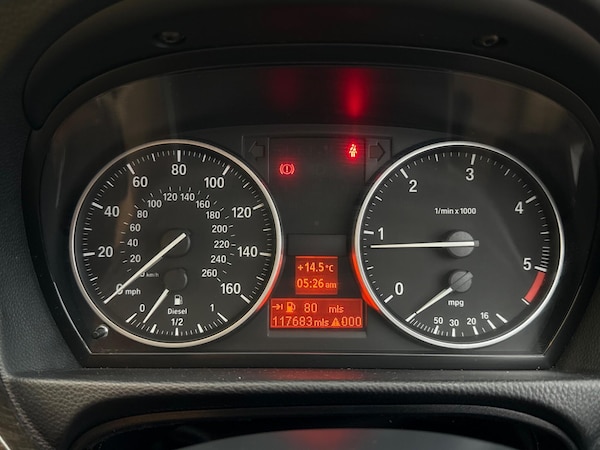 80
60 100
80 100 120 140
40 60 160 120
40 180
200
20 20 220 140
240
km/h 260
0 mph 160
0 1
Diesel
1/2
+14.5°C
05:26 am
80 mls
117683 mls 000
2 3
1/min x 1000
4
1
5
0
mpg
50 30 20 16